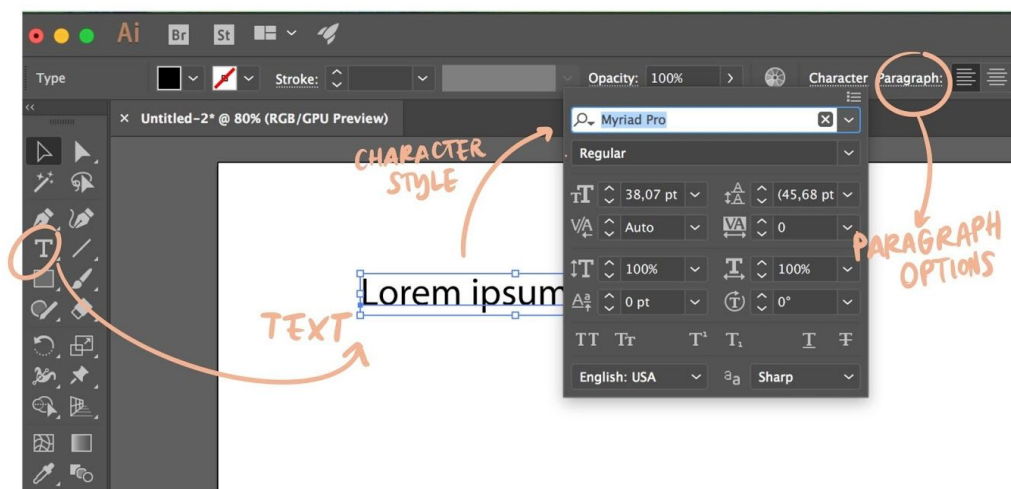 Ai Br St
Type Stroke: Opacity: 100% Character Paragraph:
× Untitled-2* @ 80% (RGB/GPU Preview)
Myriad Pro
Regular
38,07 pt (45,68 pt
Auto 0
100% 100%
0 pt 0°
TT Tт T¹ T₁ T Ŧ
English: USA aa Sharp
CHARACTER
STYLE
Lorem ipsum
TEXT
PARAGRAPH
OPTIONS